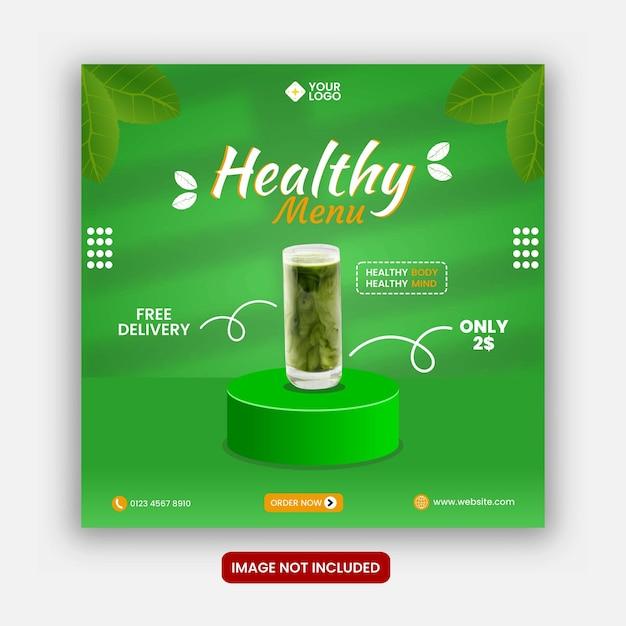 YOUR
LOGO
Healthy
Menu
HEALTHY BODY
HEALTHY MIND
FREE
DELIVERY
ONLY
2$
0123 4567 8910
ORDER NOW
www.website.com
IMAGE NOT INCLUDED